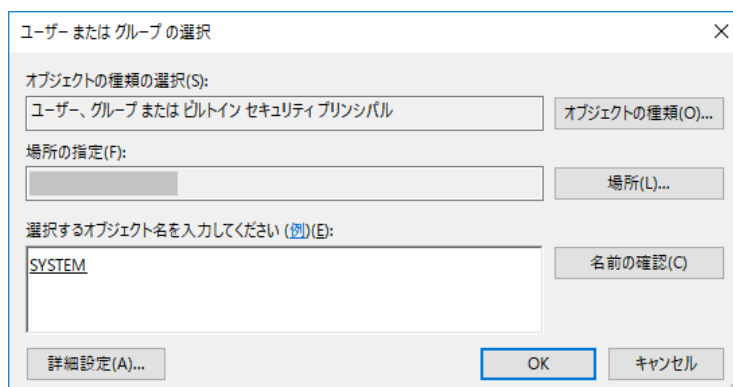 ユーザー または グループ の選択
オブジェクトの種類の選択(S):
ユーザー、グループ または ビルトイン セキュリティ プリンシパル
オブジェクトの種類(O)...
場所の指定(F):
場所(L)...
選択するオブジェクト名を入力してください (例)(E):
SYSTEM
名前の確認(C)
詳細設定(A)...
OK
キャンセル